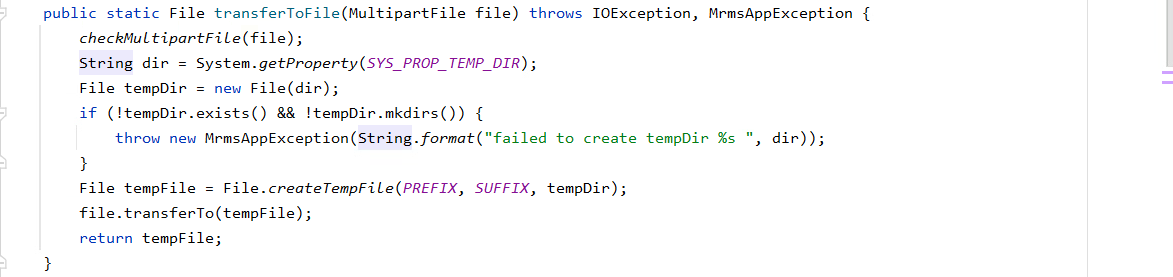 public static File transferToFile(MultipartFile file) throws IOException, MrmsAppException {
    checkMultipartFile(file);
    String dir = System.getProperty(SYS_PROP_TEMP_DIR);
    File tempDir = new File(dir);
    if (!tempDir.exists() && !tempDir.mkdirs()) {
        throw new MrmsAppException(String.format("failed to create tempDir %s ", dir));
    }
    File tempFile = File.createTempFile(PREFIX, SUFFIX, tempDir);
    file.transferTo(tempFile);
    return tempFile;
}